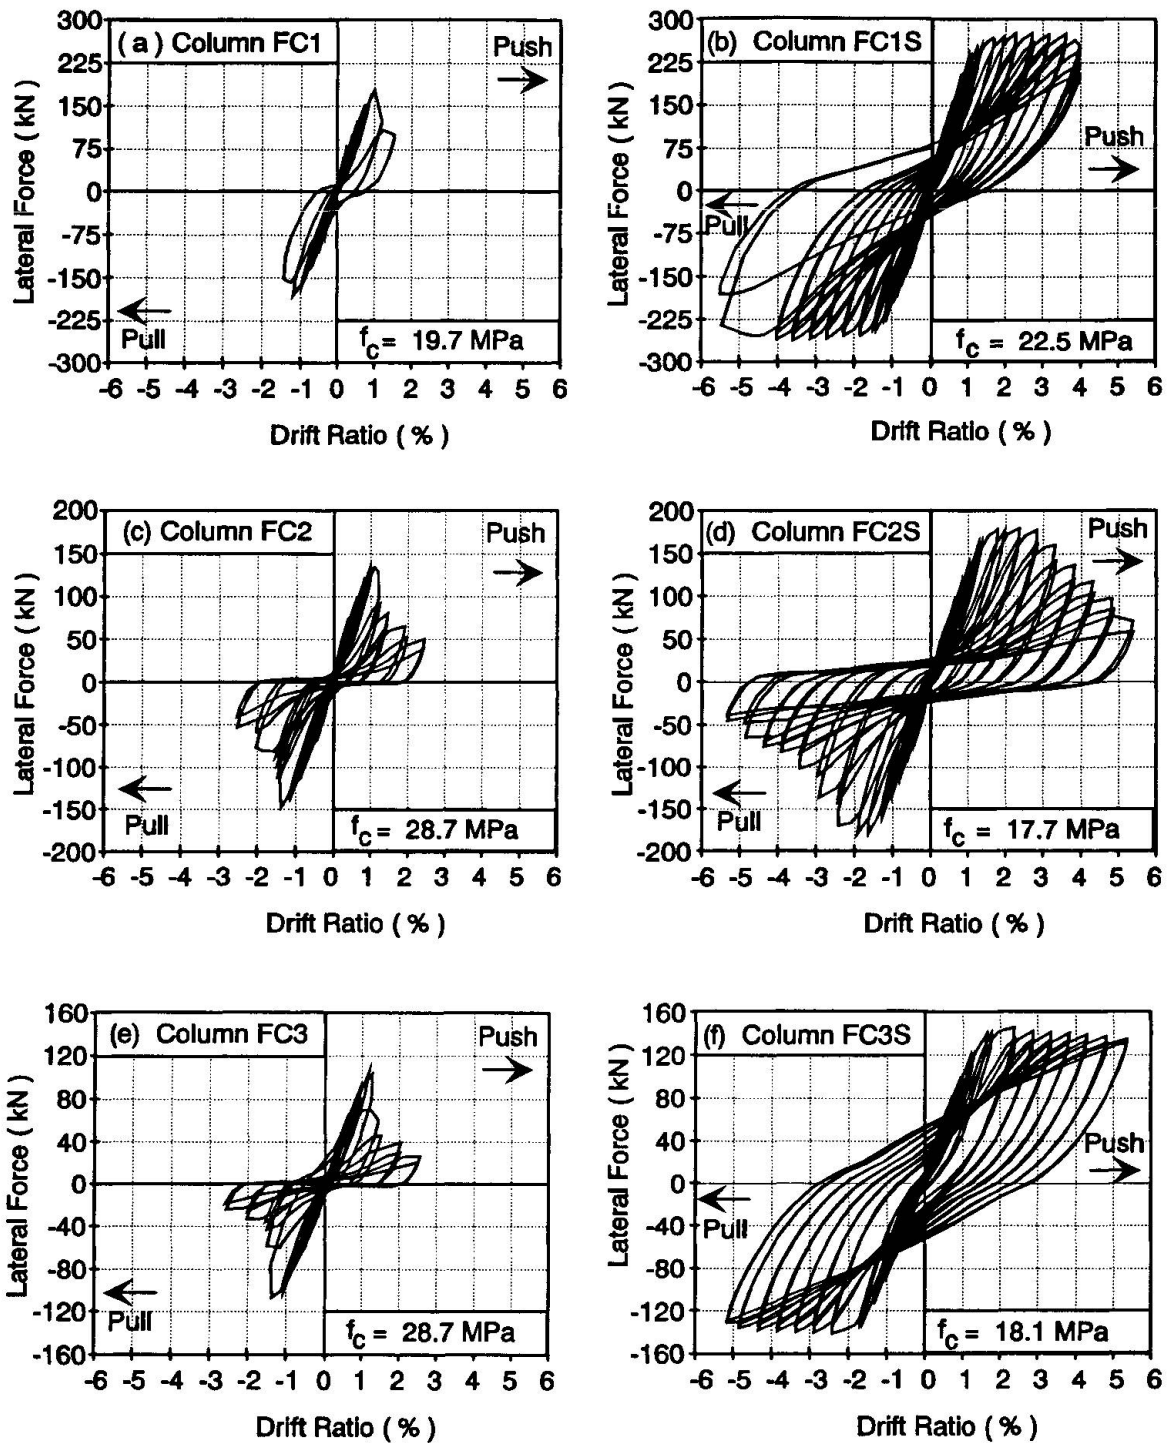 (a) Column FC1
Push
Pull
f_c = 19.7 MPa
Lateral Force ( kN )
300
225
150
75
0
-75
-150
-225
-300
-6 -5 -4 -3 -2 -1 0 1 2 3 4 5 6
Drift Ratio ( % )
(b) Column FC1S
Push
Pull
f_c = 22.5 MPa
Lateral Force ( kN )
300
225
150
75
0
-75
-150
-225
-300
-6 -5 -4 -3 -2 -1 0 1 2 3 4 5 6
Drift Ratio ( % )
(c) Column FC2
Push
Pull
f_c = 28.7 MPa
Lateral Force ( kN )
200
150
100
50
0
-50
-100
-150
-200
-6 -5 -4 -3 -2 -1 0 1 2 3 4 5 6
Drift Ratio ( % )
(d) Column FC2S
Push
Pull
f_c = 17.7 MPa
Lateral Force ( kN )
200
150
100
50
0
-50
-100
-150
-200
-6 -5 -4 -3 -2 -1 0 1 2 3 4 5 6
Drift Ratio ( % )
(e) Column FC3
Push
Pull
f_c = 28.7 MPa
Lateral Force ( kN )
160
120
80
40
0
-40
-80
-120
-160
-6 -5 -4 -3 -2 -1 0 1 2 3 4 5 6
Drift Ratio ( % )
(f) Column FC3S
Push
Pull
f_c = 18.1 MPa
Lateral Force ( kN )
160
120
80
40
0
-40
-80
-120
-160
-6 -5 -4 -3 -2 -1 0 1 2 3 4 5 6
Drift Ratio ( % )